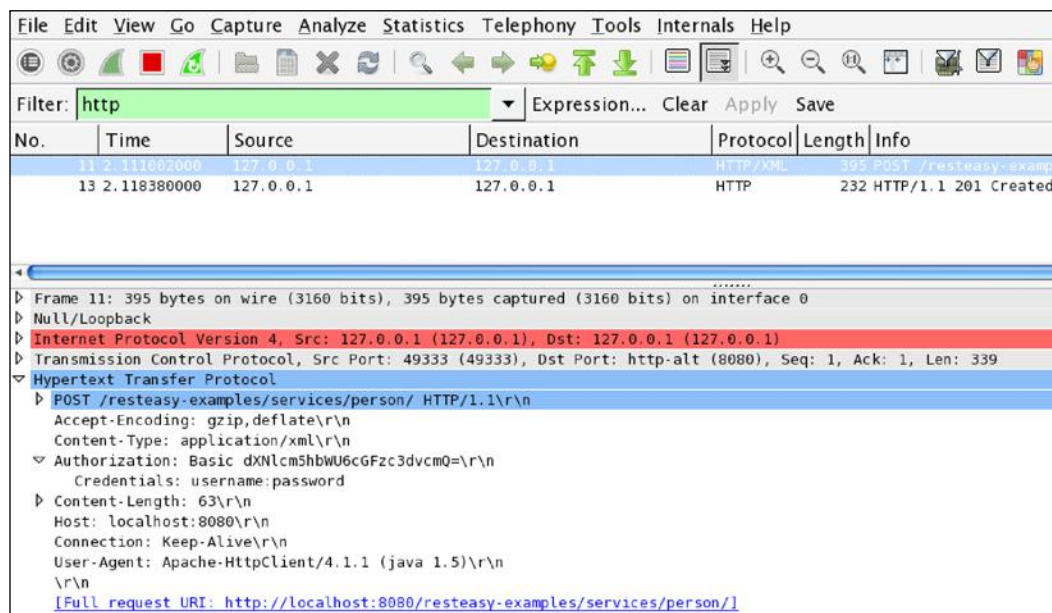 File Edit View Go Capture Analyze Statistics Telephony Tools Internals Help
Filter: http Expression... Clear Apply Save
No. Time Source Destination Protocol Length Info
11 2.111002000 127.0.0.1 127.0.0.1 HTTP/XML 395 POST /resteasy-examp
13 2.118380000 127.0.0.1 127.0.0.1 HTTP 232 HTTP/1.1 201 Created
Frame 11: 395 bytes on wire (3160 bits), 395 bytes captured (3160 bits) on interface 0
Null/Loopback
Internet Protocol Version 4, Src: 127.0.0.1 (127.0.0.1), Dst: 127.0.0.1 (127.0.0.1)
Transmission Control Protocol, Src Port: 49333 (49333), Dst Port: http-alt (8080), Seq: 1, Ack: 1, Len: 339
Hypertext Transfer Protocol
POST /resteasy-examples/services/person/ HTTP/1.1\r\n
Accept-Encoding: gzip,deflate\r\n
Content-Type: application/xml\r\n
Authorization: Basic dXNlcm5hbWU6cGFzc3dvcmQ=\r\n
Credentials: username:password
Content-Length: 63\r\n
Host: localhost:8080\r\n
Connection: Keep-Alive\r\n
User-Agent: Apache-HttpClient/4.1.1 (java 1.5)\r\n
\r\n
[Full request URI: http://localhost:8080/resteasy-examples/services/person/]